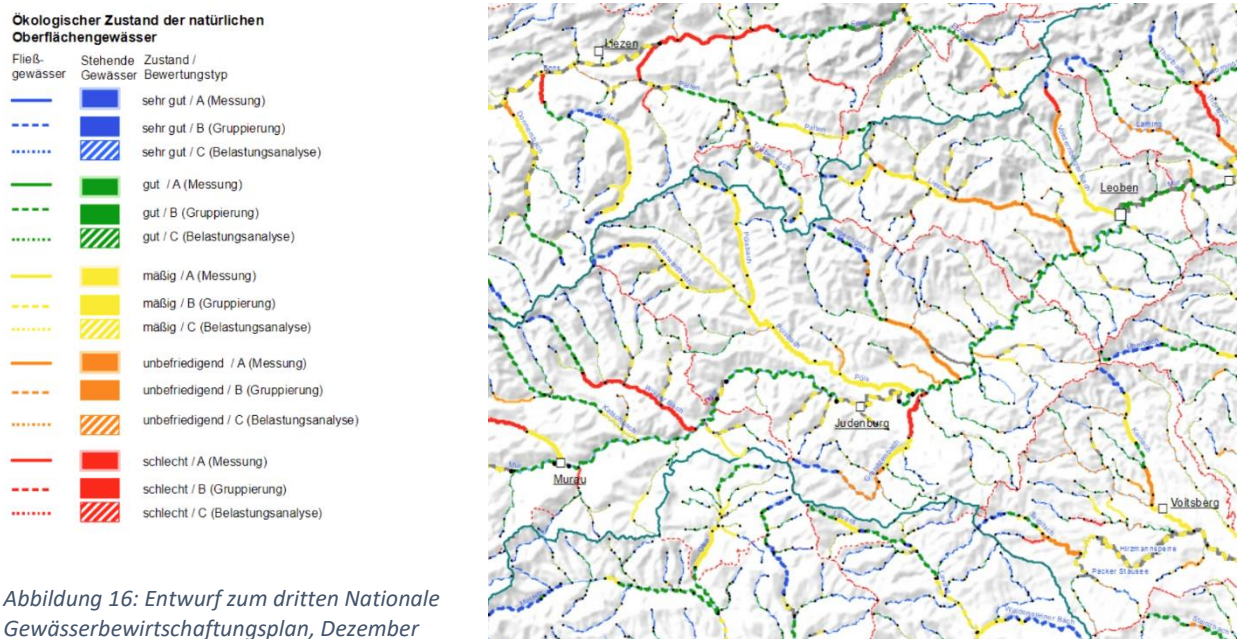 Ökologischer Zustand der natürlichen
Oberflächengewässer
Fließ-
gewässer
Stehende
Gewässer
Zustand /
Bewertungstyp
sehr gut / A (Messung)
sehr gut / B (Gruppierung)
sehr gut / C (Belastungsanalyse)
gut / A (Messung)
gut / B (Gruppierung)
gut / C (Belastungsanalyse)
mäßig / A (Messung)
mäßig / B (Gruppierung)
mäßig / C (Belastungsanalyse)
unbefriedigend / A (Messung)
unbefriedigend / B (Gruppierung)
unbefriedigend / C (Belastungsanalyse)
schlecht / A (Messung)
schlecht / B (Gruppierung)
schlecht / C (Belastungsanalyse)
Abbildung 16: Entwurf zum dritten Nationale
Gewässerbewirtschaftungsplan, Dezember
Liezen
Leoben
Judenburg
Murau
Voitsberg
Hirzmannsperre
Packer Stausee
Pöls
Laming